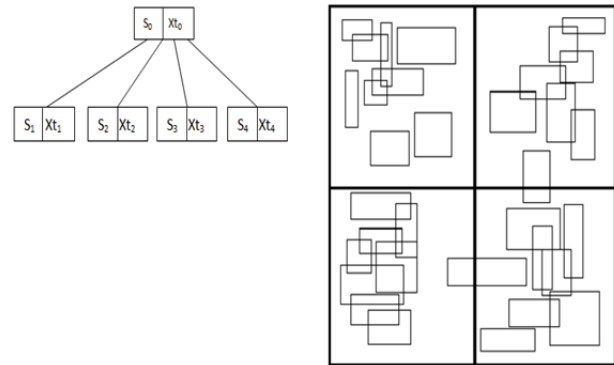 S₀ Xt₀
S₁ Xt₁ S₂ Xt₂ S₃ Xt₃ S₄ Xt₄